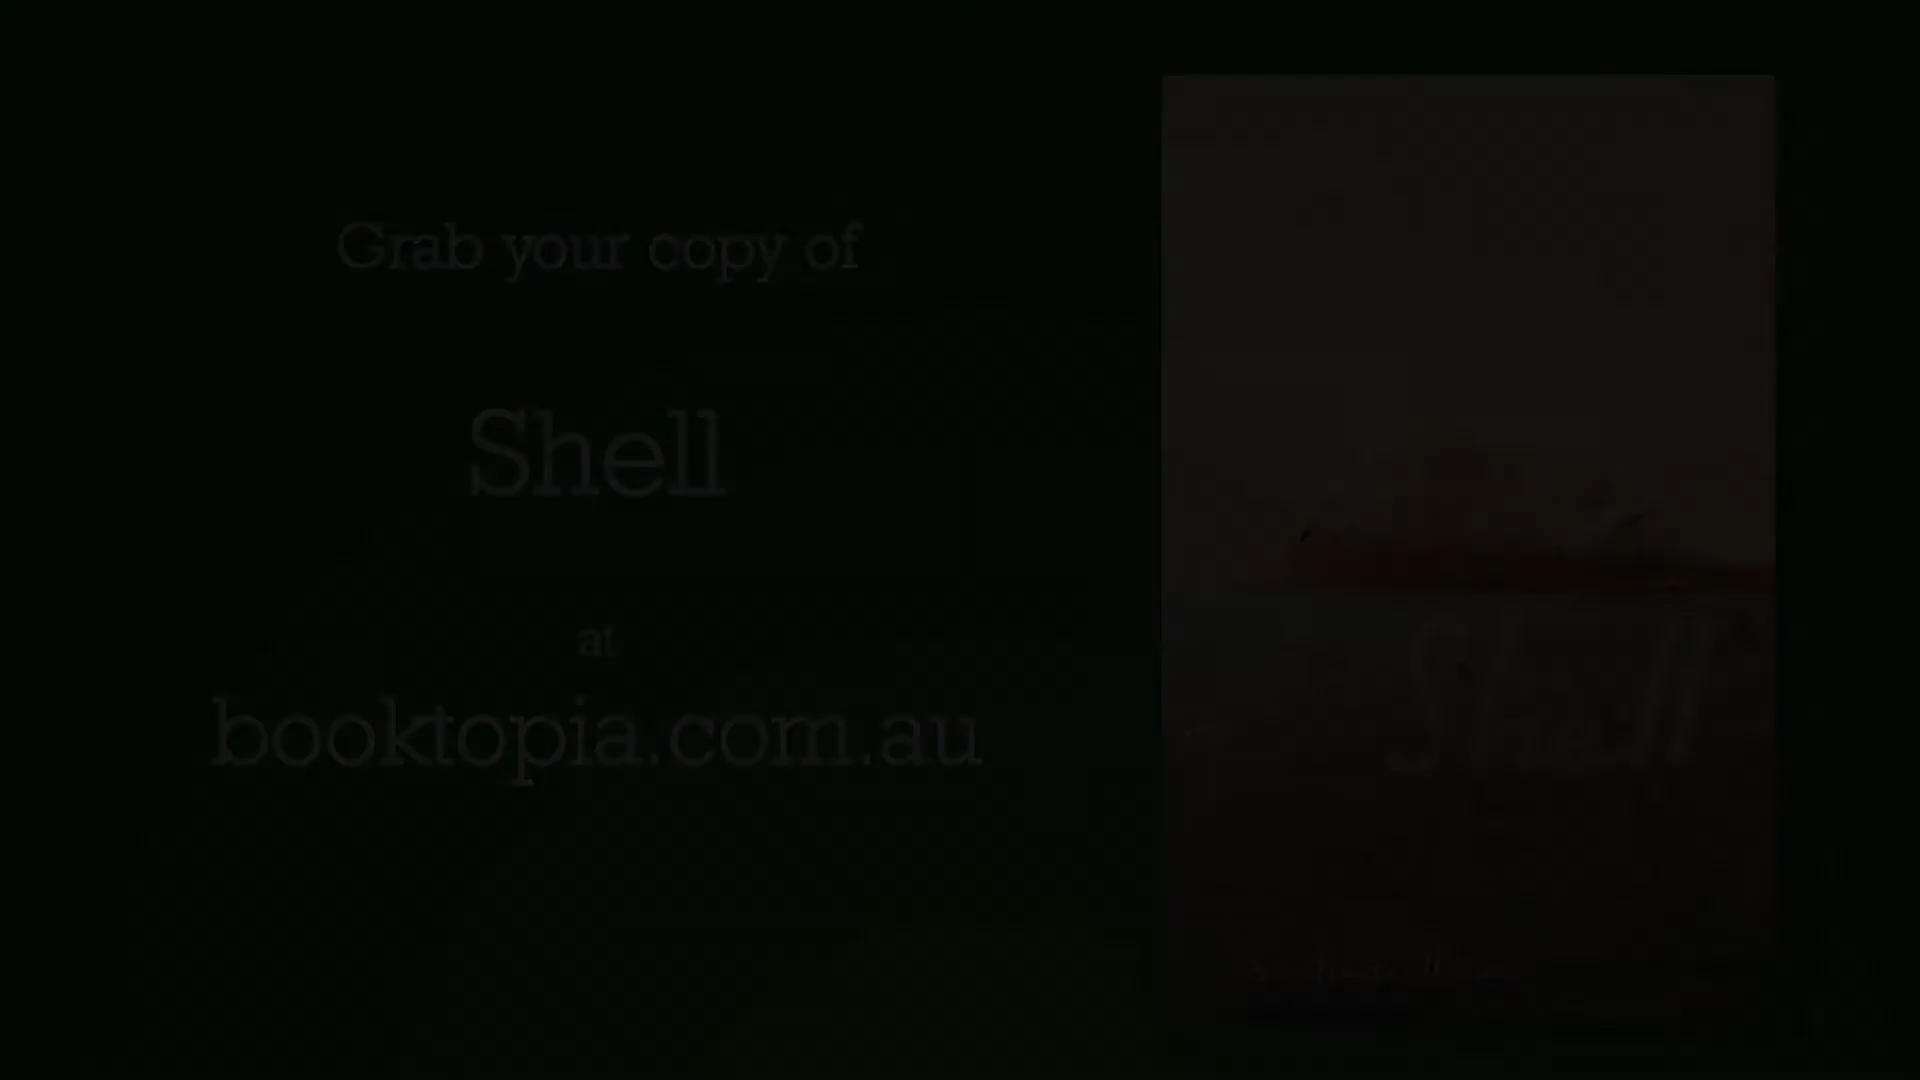 Grab your copy of
Shell
at
booktopia.com.au
Shell